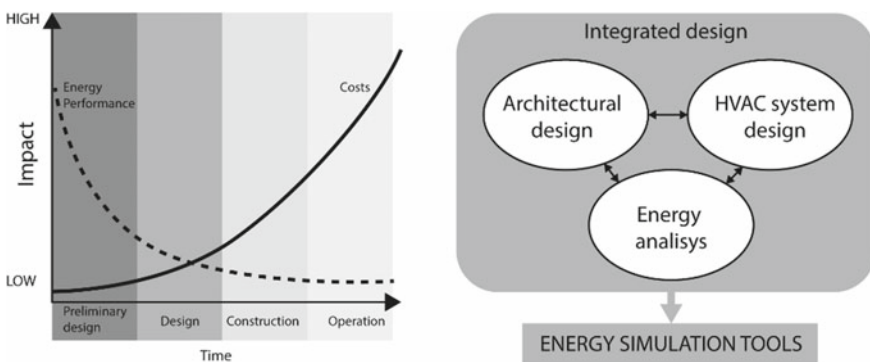 HIGH
Energy
Performance
Costs
Impact
LOW
Preliminary
design
Design
Construction
Operation
Time
Integrated design
Architectural
design
HVAC system
design
Energy
analisys
ENERGY SIMULATION TOOLS